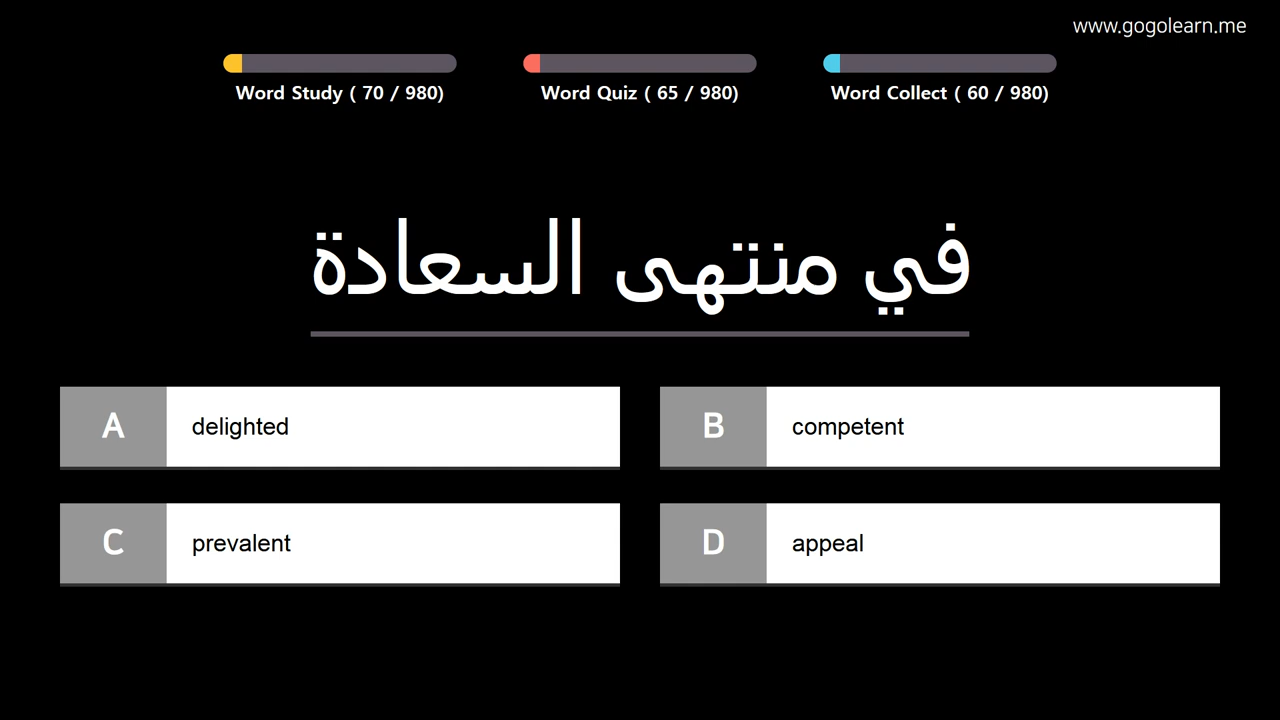 www.gogolearn.me
Word Study ( 70 / 980)
Word Quiz ( 65 / 980)
Word Collect ( 60 / 980)
في منتهى السعادة
A delighted
B competent
C prevalent
D appeal